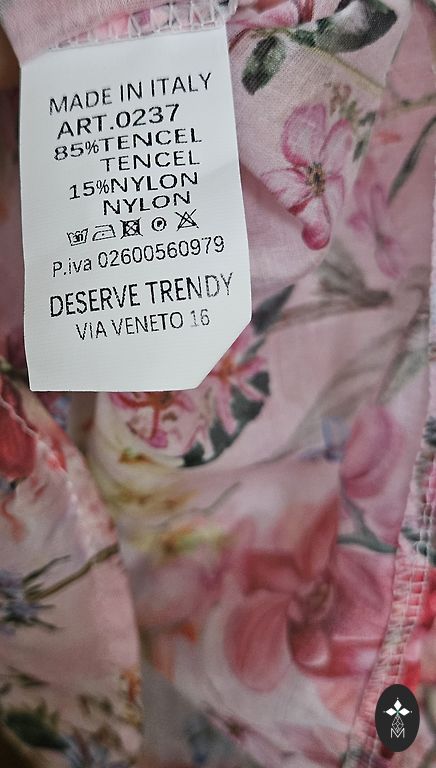 MADE IN ITALY
ART.0237
85%TENCEL
TENCEL
15%NYLON
NYLON
P.iva 02600560979
DESERVE TRENDY
VIA VENETO 16